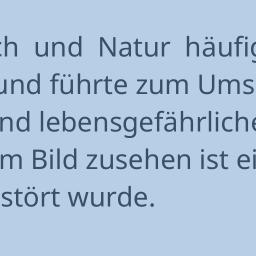 ch und Natur häufig
und führte zum Ums
nd lebensgefährliche
m Bild zusehen ist ei
stört wurde.